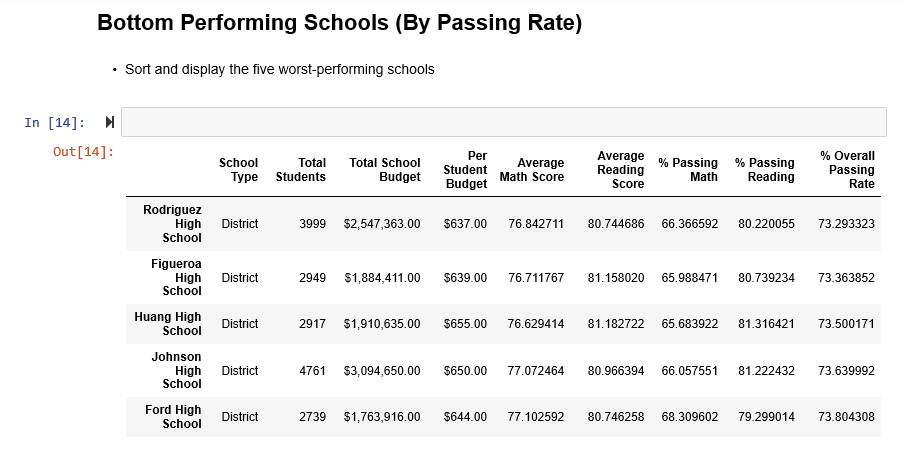 Bottom Performing Schools (By Passing Rate)
• Sort and display the five worst-performing schools
In [14]:
Out[14]:
School Type Total Students Total School Budget Per Student Budget Average Math Score Average Reading Score % Passing Math % Passing Reading % Overall Passing Rate
Rodriguez High School District 3999 $2,547,363.00 $637.00 76.842711 80.744686 66.366592 80.220055 73.293323
Figueroa High School District 2949 $1,884,411.00 $639.00 76.711767 81.158020 65.988471 80.739234 73.363852
Huang High School District 2917 $1,910,635.00 $655.00 76.629414 81.182722 65.683922 81.316421 73.500171
Johnson High School District 4761 $3,094,650.00 $650.00 77.072464 80.966394 66.057551 81.222432 73.639992
Ford High School District 2739 $1,763,916.00 $644.00 77.102592 80.746258 68.309602 79.299014 73.804308